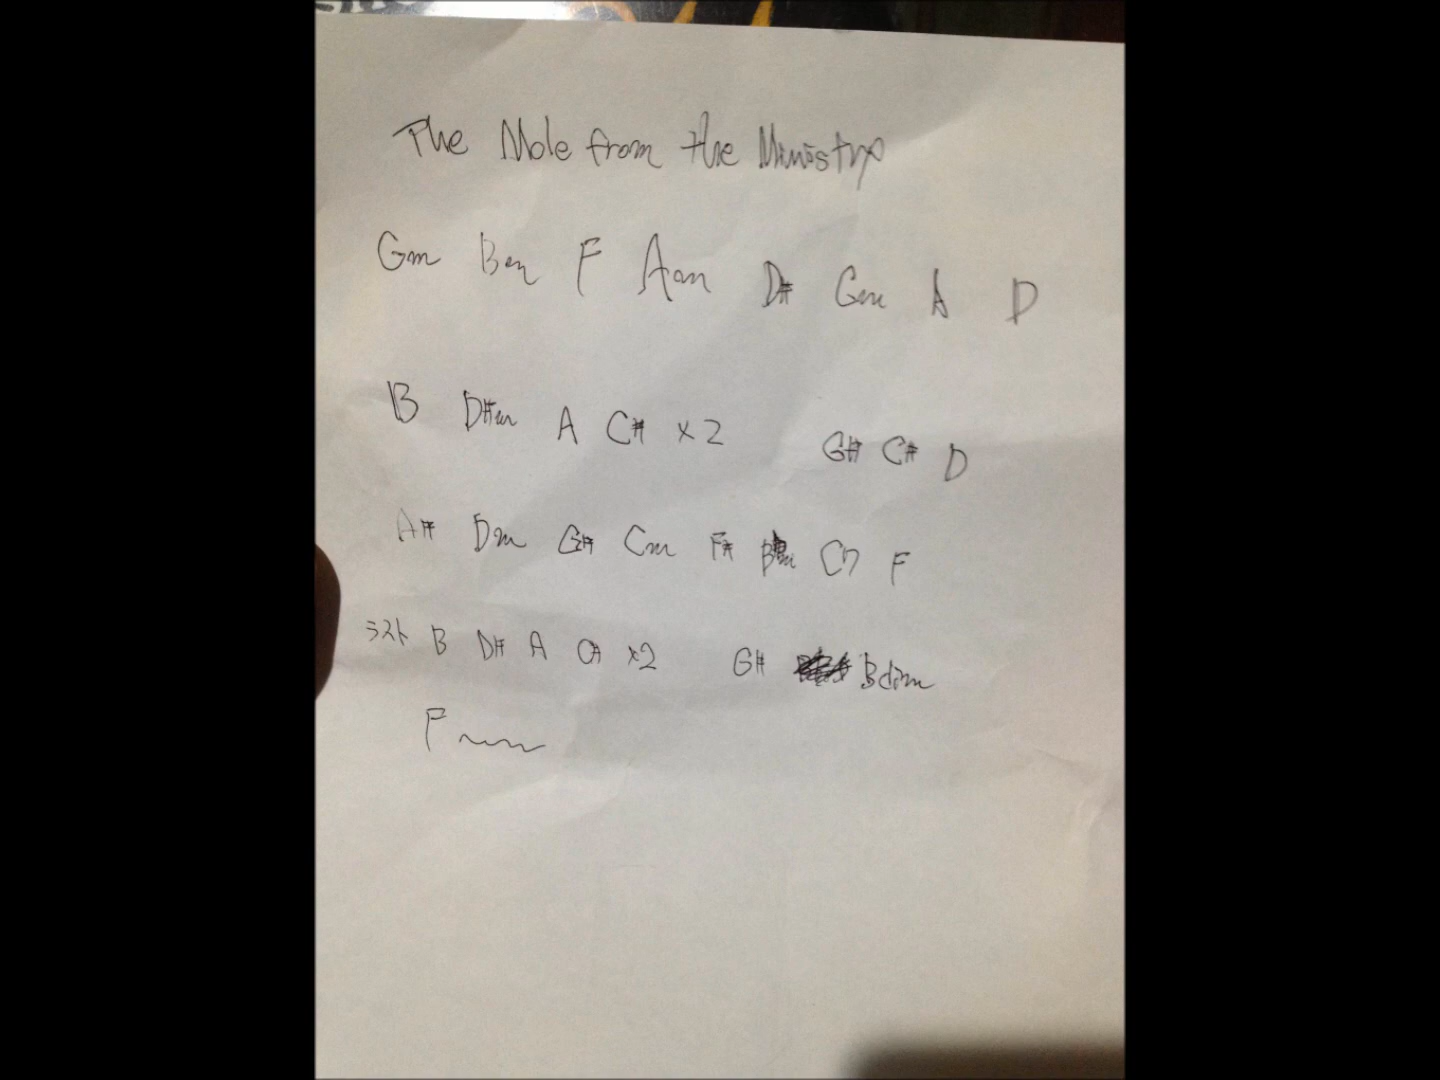 The Mole from the Ministry
Gm Bm F Am D# Gm A D
B D#m A C# ×2 G# C# D
A# Dm G# Cm F# C7 F
ラスト B D# A C# ×2 G# Bdim
F